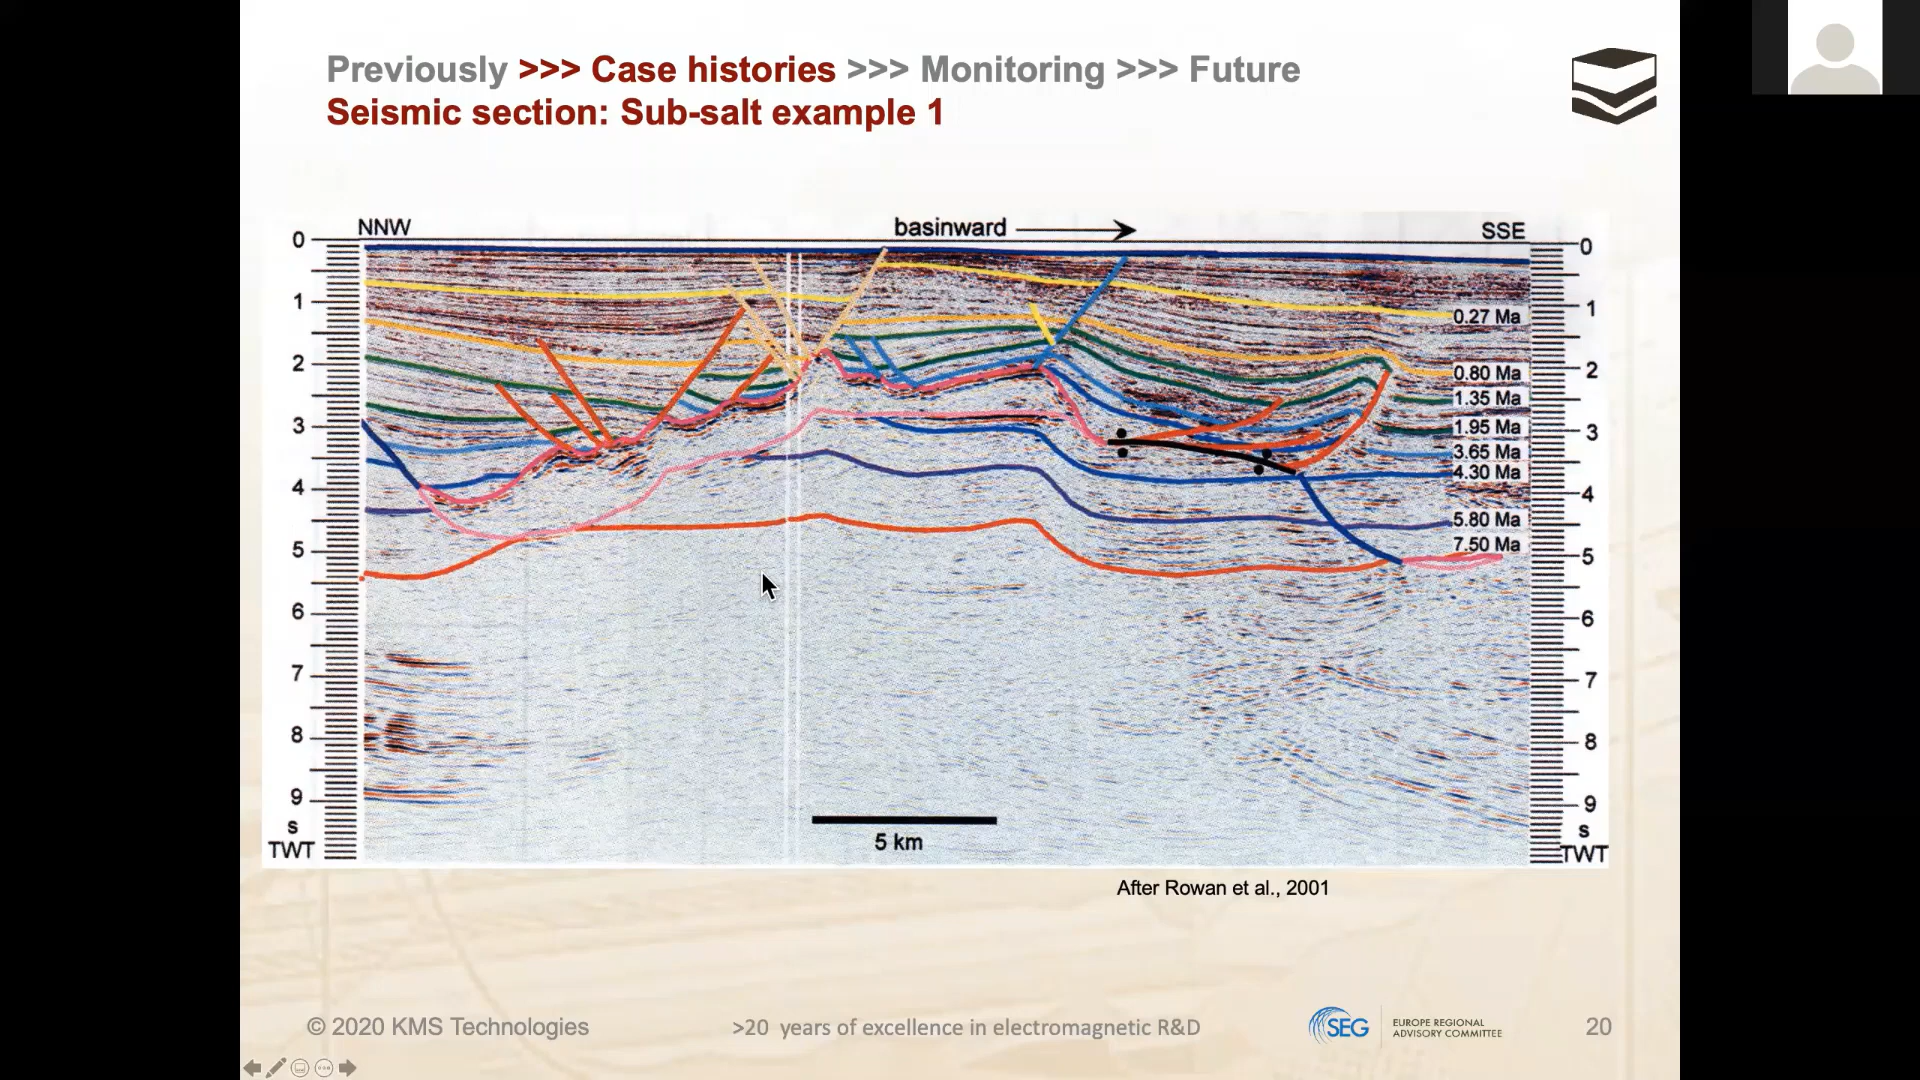 Previously >>> Case histories >>> Monitoring >>> Future
Seismic section: Sub-salt example 1
NNW
basinward
SSE
0
1
2
3
4
5
6
7
8
9
s
TWT
0
1
2
3
4
5
6
7
8
9
s
TWT
0.27 Ma
0.80 Ma
1.35 Ma
1.95 Ma
3.65 Ma
4.30 Ma
5.80 Ma
7.50 Ma
5 km
After Rowan et al., 2001
© 2020 KMS Technologies
>20 years of excellence in electromagnetic R&D
SEG
EUROPE REGIONAL
ADVISORY COMMITTEE
20